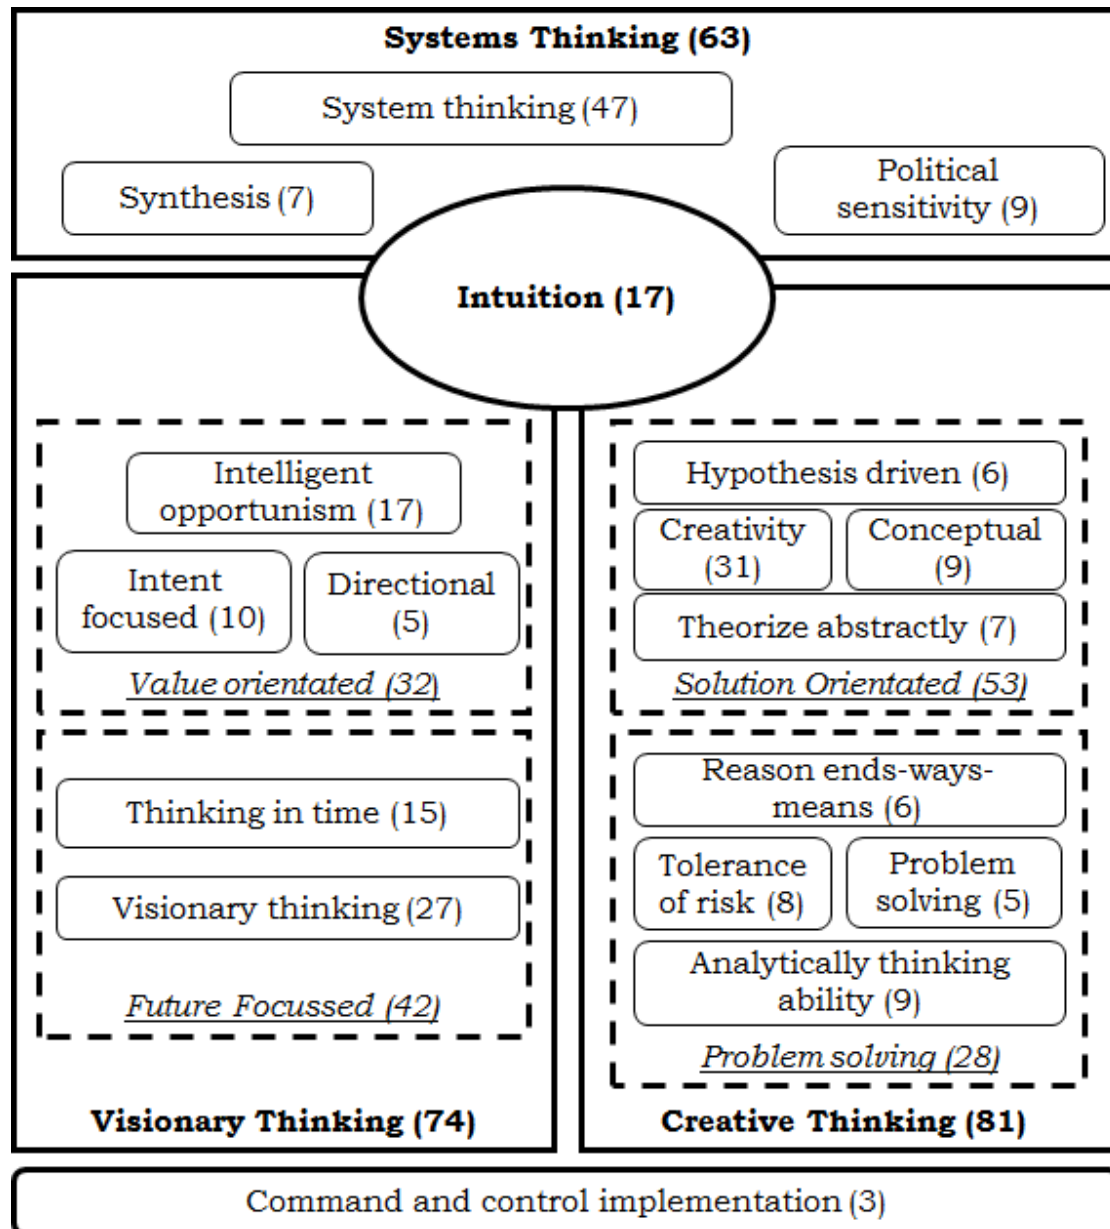 Systems Thinking (63)
System thinking (47)
Synthesis (7)
Political
sensitivity (9)
Intuition (17)
Intelligent
opportunism (17)
Intent
focused (10)
Directional
(5)
Value orientated (32)
Thinking in time (15)
Visionary thinking (27)
Future Focussed (42)
Visionary Thinking (74)
Hypothesis driven (6)
Creativity
(31)
Conceptual
(9)
Theorize abstractly (7)
Solution Orientated (53)
Reason ends-ways-
means (6)
Tolerance
of risk (8)
Problem
solving (5)
Analytically thinking
ability (9)
Problem solving (28)
Creative Thinking (81)
Command and control implementation (3)